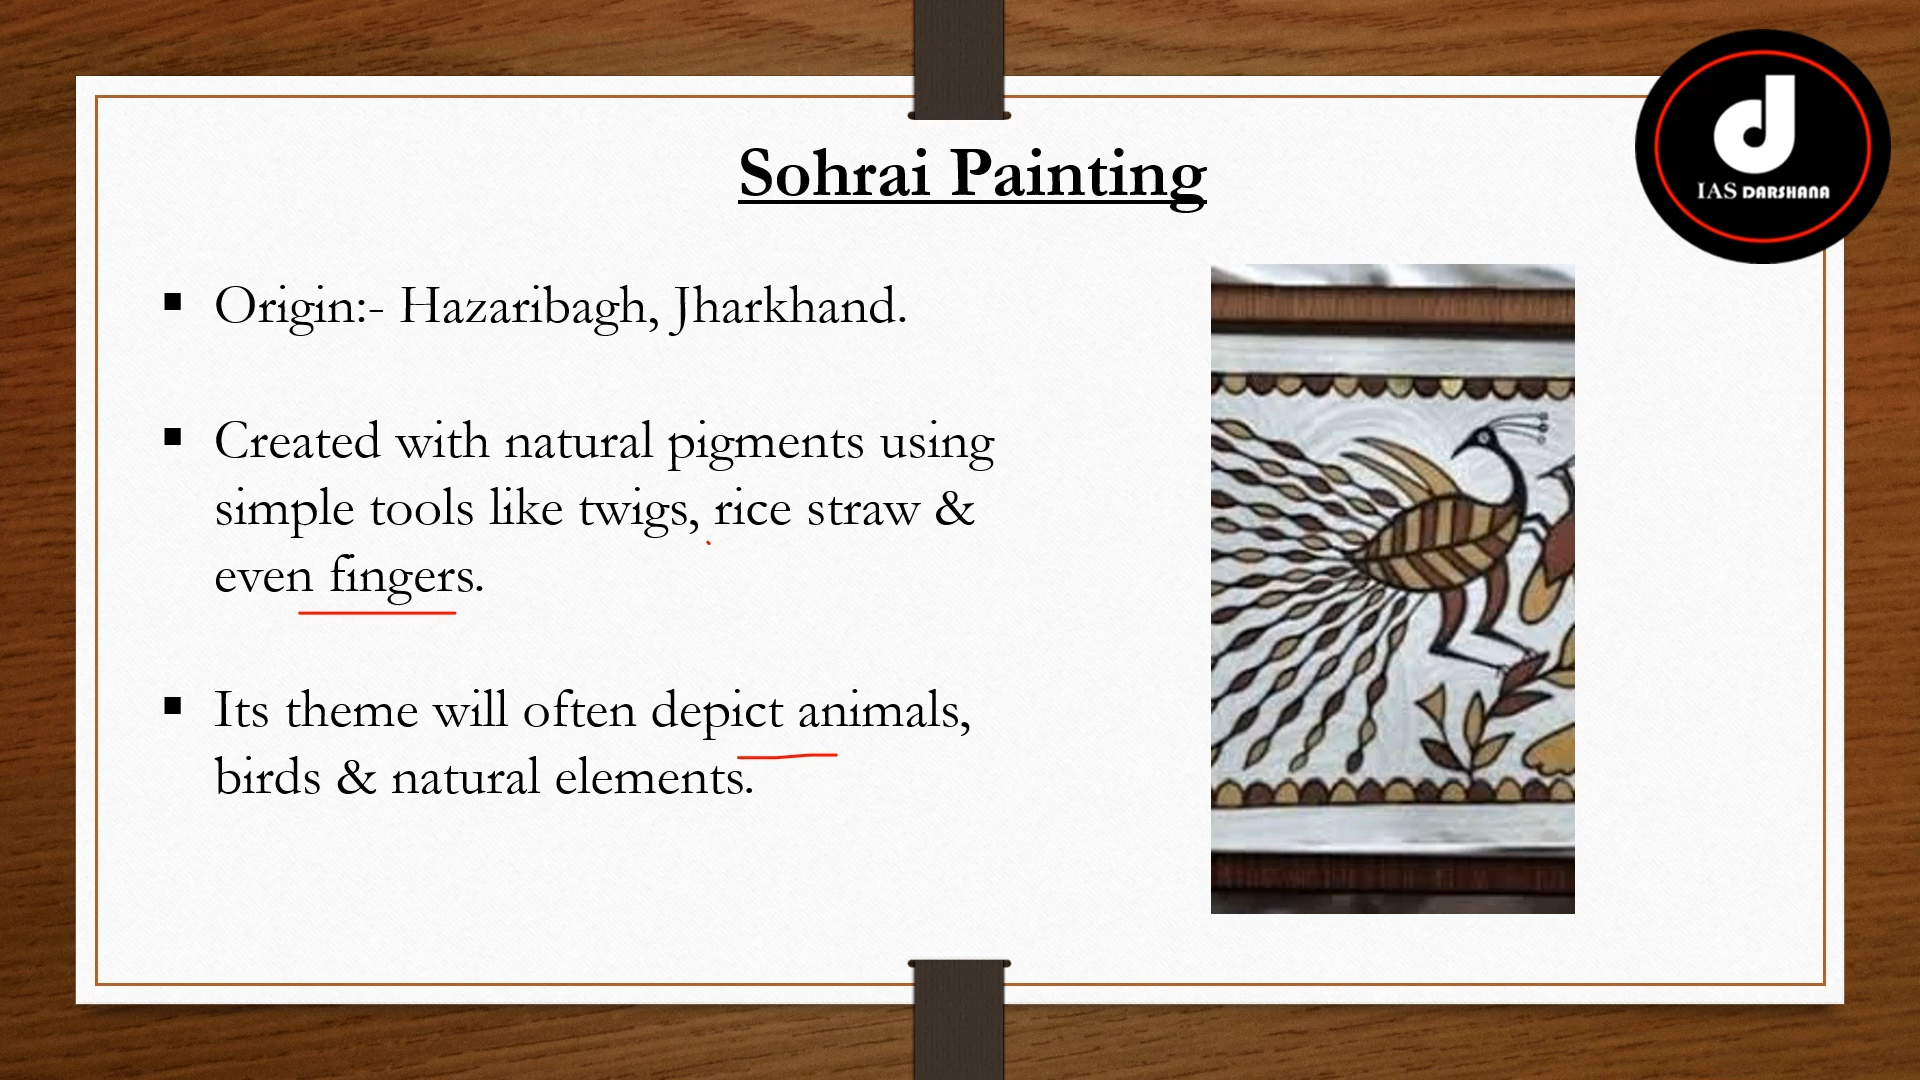 IAS DARSHANA
Sohrai Painting
▪ Origin:- Hazaribagh, Jharkhand.
▪ Created with natural pigments using
simple tools like twigs, rice straw &
even fingers.
▪ Its theme will often depict animals,
birds & natural elements.